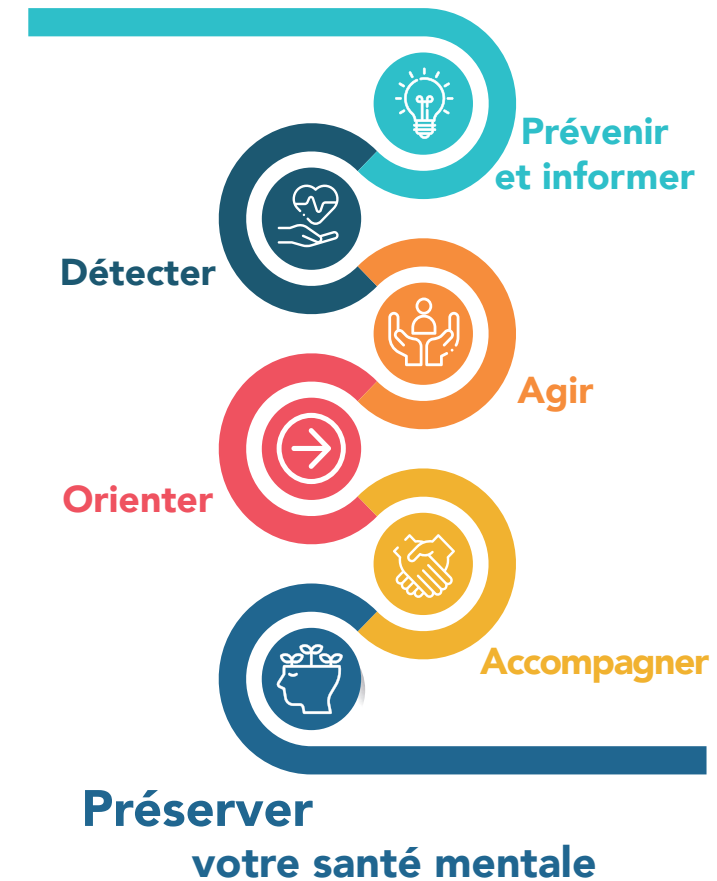 Prévenir
et informer
Détecter
Agir
Orienter
Accompagner
Préserver
votre santé mentale